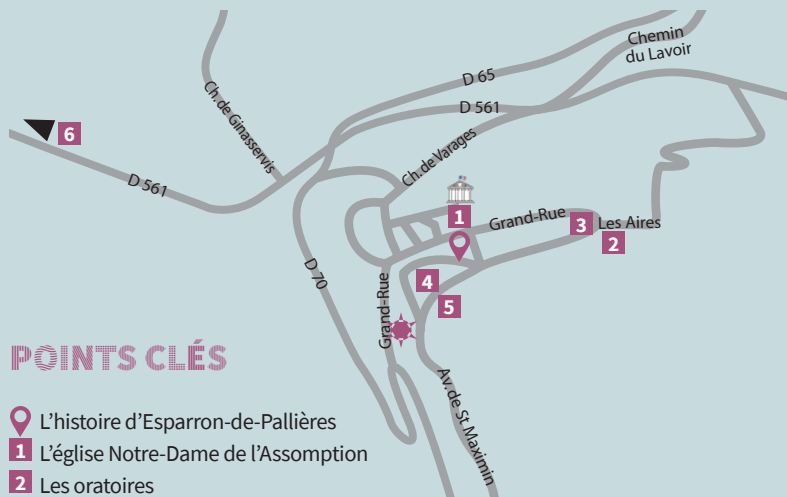 Chemin
du Lavoir
D 65
D 561
Ch. de Ginasservis
6
Ch. de Varages
D 561
1
Grand-Rue
3
Les Aires
2
D 70
4
5
Grand-Rue
Av. de St Maximin
POINTS CLÉS
L'histoire d'Esparron-de-Pallières
1 L'église Notre-Dame de l'Assomption
2 Les oratoires